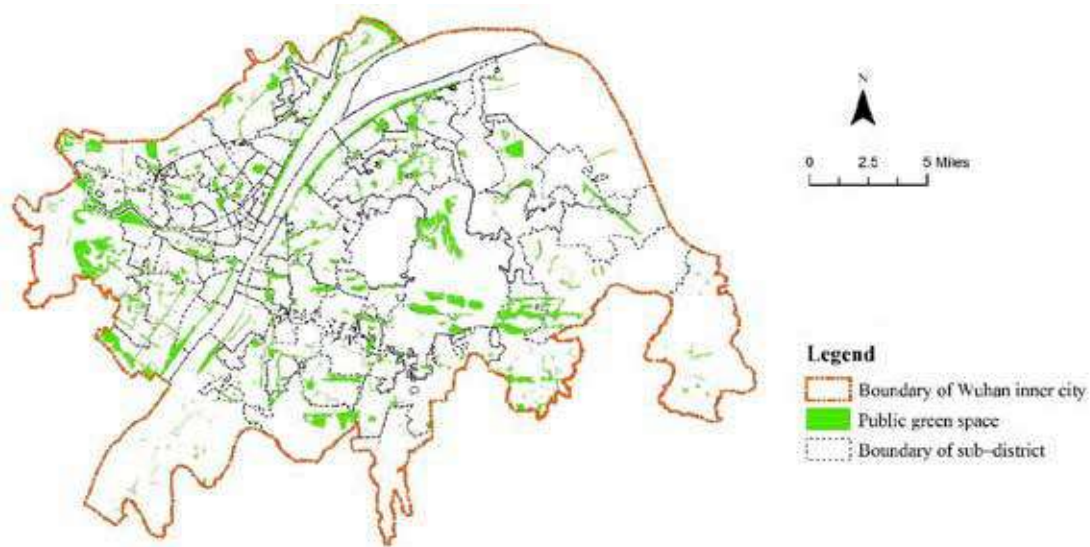 N
0 2.5 5 Miles
Legend
Boundary of Wuhan inner city
Public green space
Boundary of sub-district